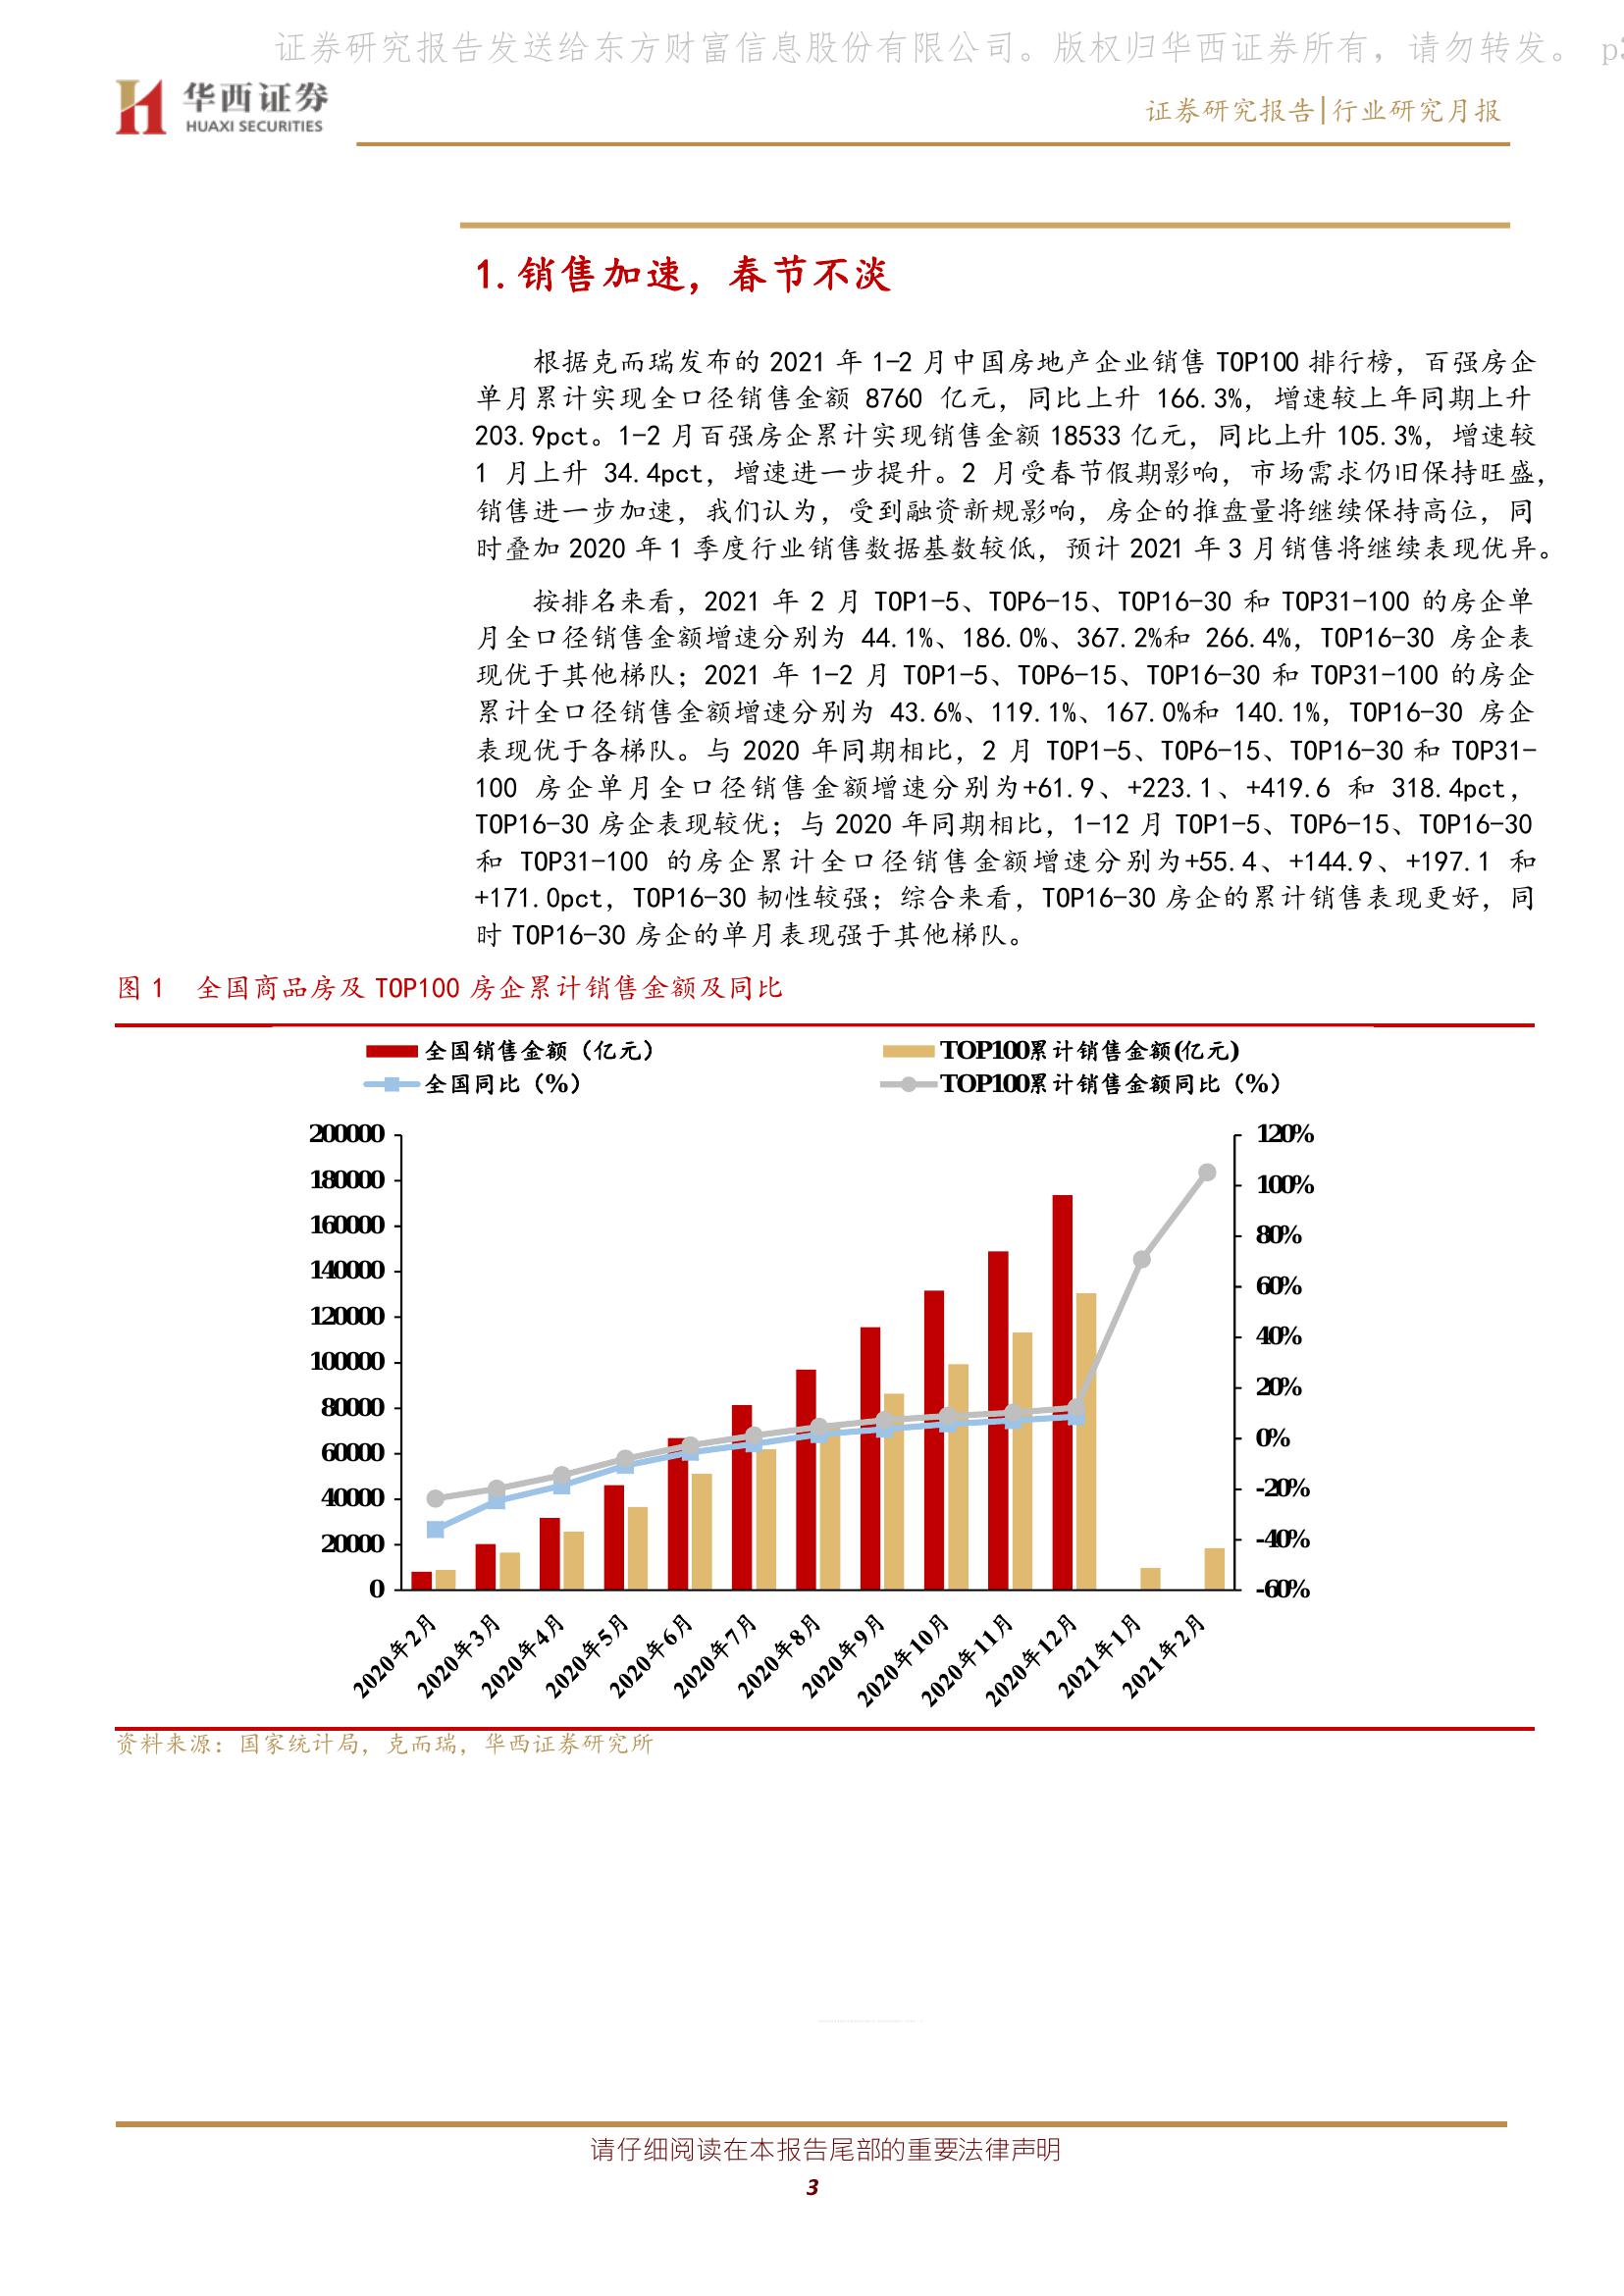 证券研究报告发送给东方财富信息股份有限公司。版权归华西证券所有，请勿转发。 p3
华西证券
HUAXI SECURITIES
证券研究报告|行业研究月报
1.销售加速，春节不淡
根据克而瑞发布的 2021 年 1-2 月中国房地产企业销售 TOP100 排行榜，百强房企
单月累计实现全口径销售金额 8760 亿元，同比上升 166.3%，增速较上年同期上升
203.9pct。1-2 月百强房企累计实现销售金额 18533 亿元，同比上升 105.3%，增速较
1 月上升 34.4pct，增速进一步提升。2 月受春节假期影响，市场需求仍旧保持旺盛，
销售进一步加速，我们认为，受到融资新规影响，房企的推盘量将继续保持高位，同
时叠加 2020 年 1 季度行业销售数据基数较低，预计 2021 年 3 月销售将继续表现优异。
按排名来看，2021 年 2 月 TOP1-5、TOP6-15、TOP16-30 和 TOP31-100 的房企单
月全口径销售金额增速分别为 44.1%、186.0%、367.2%和 266.4%，TOP16-30 房企表
现优于其他梯队；2021 年 1-2 月 TOP1-5、TOP6-15、TOP16-30 和 TOP31-100 的房企
累计全口径销售金额增速分别为 43.6%、119.1%、167.0%和 140.1%，TOP16-30 房企
表现优于各梯队。与 2020 年同期相比，2 月 TOP1-5、TOP6-15、TOP16-30 和 TOP31-
100 房企单月全口径销售金额增速分别为+61.9、+223.1、+419.6 和 318.4pct，
TOP16-30 房企表现较优；与 2020 年同期相比，1-12 月 TOP1-5、TOP6-15、TOP16-30
和 TOP31-100 的房企累计全口径销售金额增速分别为+55.4、+144.9、+197.1 和
+171.0pct，TOP16-30 韧性较强；综合来看，TOP16-30 房企的累计销售表现更好，同
时 TOP16-30 房企的单月表现强于其他梯队。
图 1 全国商品房及 TOP100 房企累计销售金额及同比
全国销售金额（亿元）
TOP100累计销售金额(亿元)
全国同比（%）
TOP100累计销售金额同比（%）
200000
180000
160000
140000
120000
100000
80000
60000
40000
20000
0
120%
100%
80%
60%
40%
20%
0%
-20%
-40%
-60%
2020年2月
2020年3月
2020年4月
2020年5月
2020年6月
2020年7月
2020年8月
2020年9月
2020年10月
2020年11月
2020年12月
2021年1月
2021年2月
资料来源：国家统计局，克而瑞，华西证券研究所
请仔细阅读在本报告尾部的重要法律声明
3